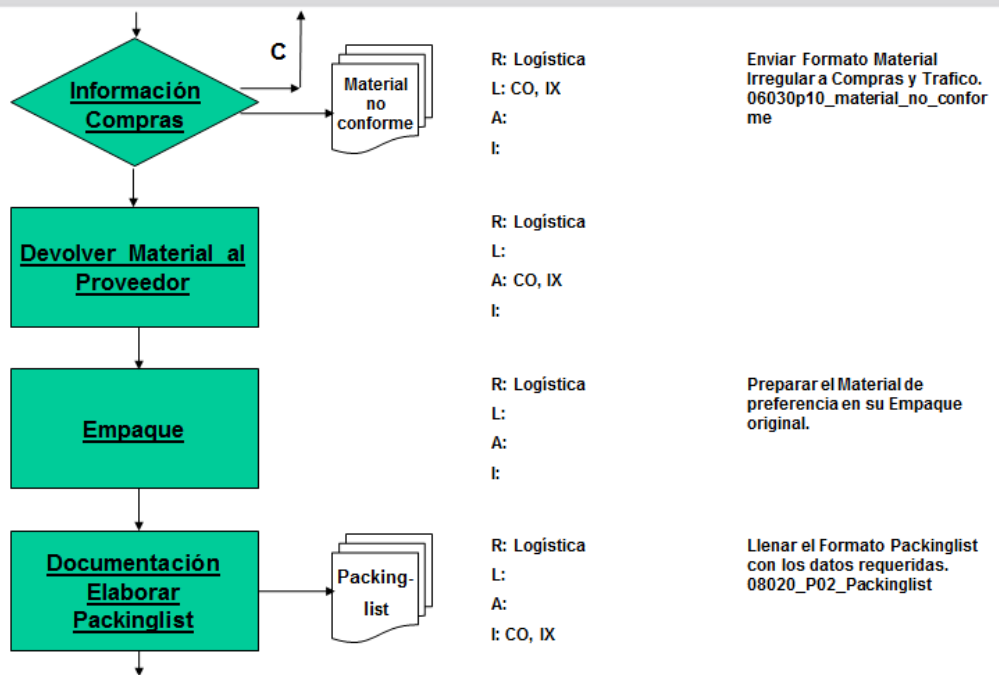 C
Información
Compras
Material
no
conforme
R: Logística
L: CO, IX
A:
I:
Enviar Formato Material
Irregular a Compras y Trafico.
06030p10_material_no_confor
me
Devolver Material al
Proveedor
R: Logística
L:
A: CO, IX
I:
Empaque
R: Logística
L:
A:
I:
Preparar el Material de
preferencia en su Empaque
original.
Documentación
Elaborar
Packinglist
Packing-
list
R: Logística
L:
A:
I: CO, IX
Llenar el Formato Packinglist
con los datos requeridas.
08020_P02_Packinglist